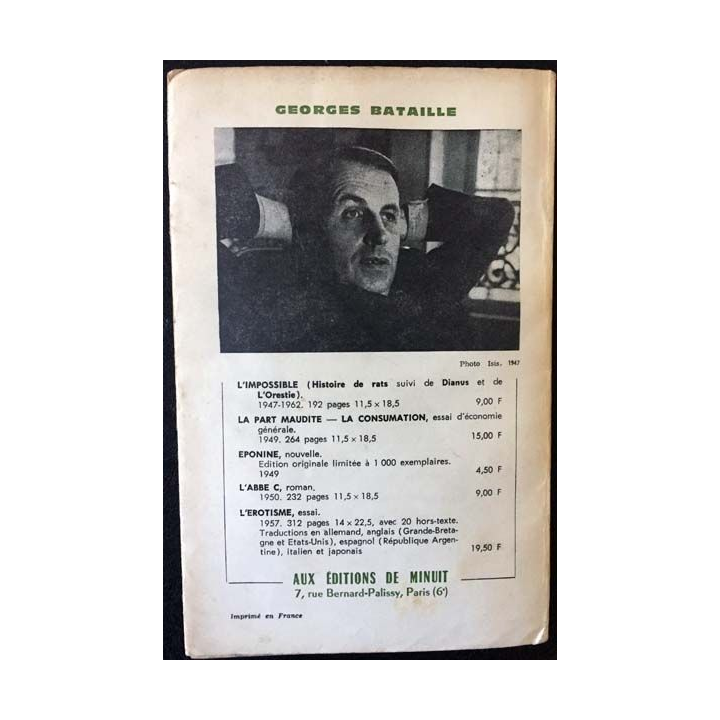 GEORGES BATAILLE
Photo Isis. 1947
L'IMPOSSIBLE (Histoire de rats suivi de Dianus et de
L'Orestie).
1947-1962. 192 pages 11,5 × 18,5 9,00 F
LA PART MAUDITE — LA CONSUMATION, essai d'économie
générale.
1949. 264 pages 11,5 × 18,5 15,00 F
EPONINE, nouvelle.
Edition originale limitée à 1 000 exemplaires.
1949 4,50 F
L'ABBE C, roman.
1950. 232 pages 11,5 × 18,5 9,00 F
L'EROTISME, essai.
1957. 312 pages 14 × 22,5, avec 20 hors-texte.
Traductions en allemand, anglais (Grande-Breta-
gne et Etats-Unis), espagnol (République Argen-
tine), italien et japonais 19,50 F
AUX ÉDITIONS DE MINUIT
7, rue Bernard-Palissy, Paris (6e)
Imprimé en France